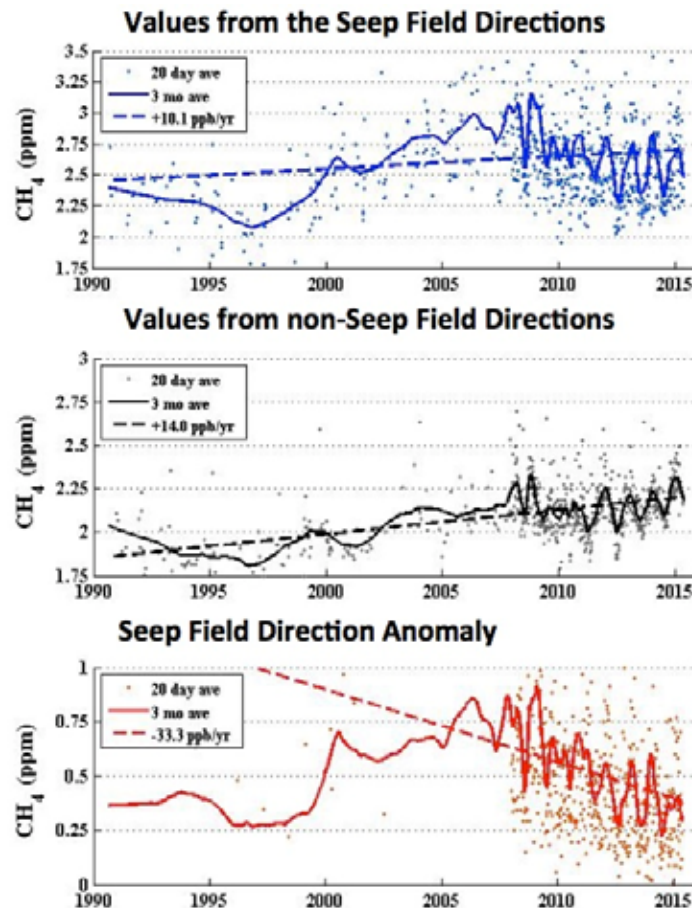 Values from the Seep Field Directions
3.5
3.25
3
2.75
2.5
2.25
2
1.75
CH4 (ppm)
20 day ave
3 mo ave
+10.1 ppb/yr
1990 1995 2000 2005 2010 2015
Values from non-Seep Field Directions
3
2.75
2.5
2.25
2
1.75
CH4 (ppm)
20 day ave
3 mo ave
+14.0 ppb/yr
1990 1995 2000 2005 2010 2015
Seep Field Direction Anomaly
1
0.75
0.5
0.25
0
CH4 (ppm)
20 day ave
3 mo ave
-33.3 ppb/yr
1990 1995 2000 2005 2010 2015